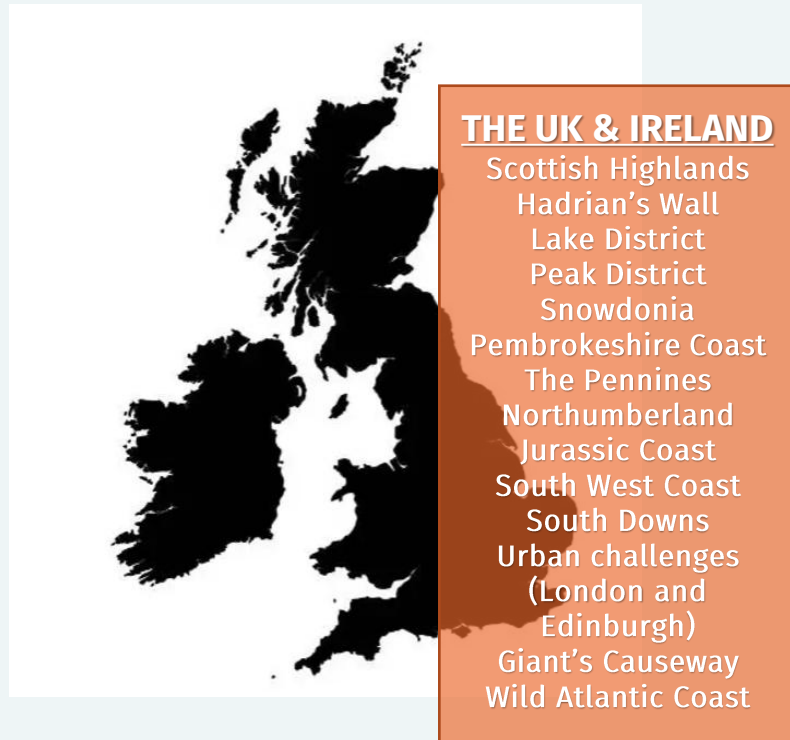 THE UK & IRELAND
Scottish Highlands
Hadrian’s Wall
Lake District
Peak District
Snowdonia
Pembrokeshire Coast
The Pennines
Northumberland
Jurassic Coast
South West Coast
South Downs
Urban challenges
(London and
Edinburgh)
Giant’s Causeway
Wild Atlantic Coast